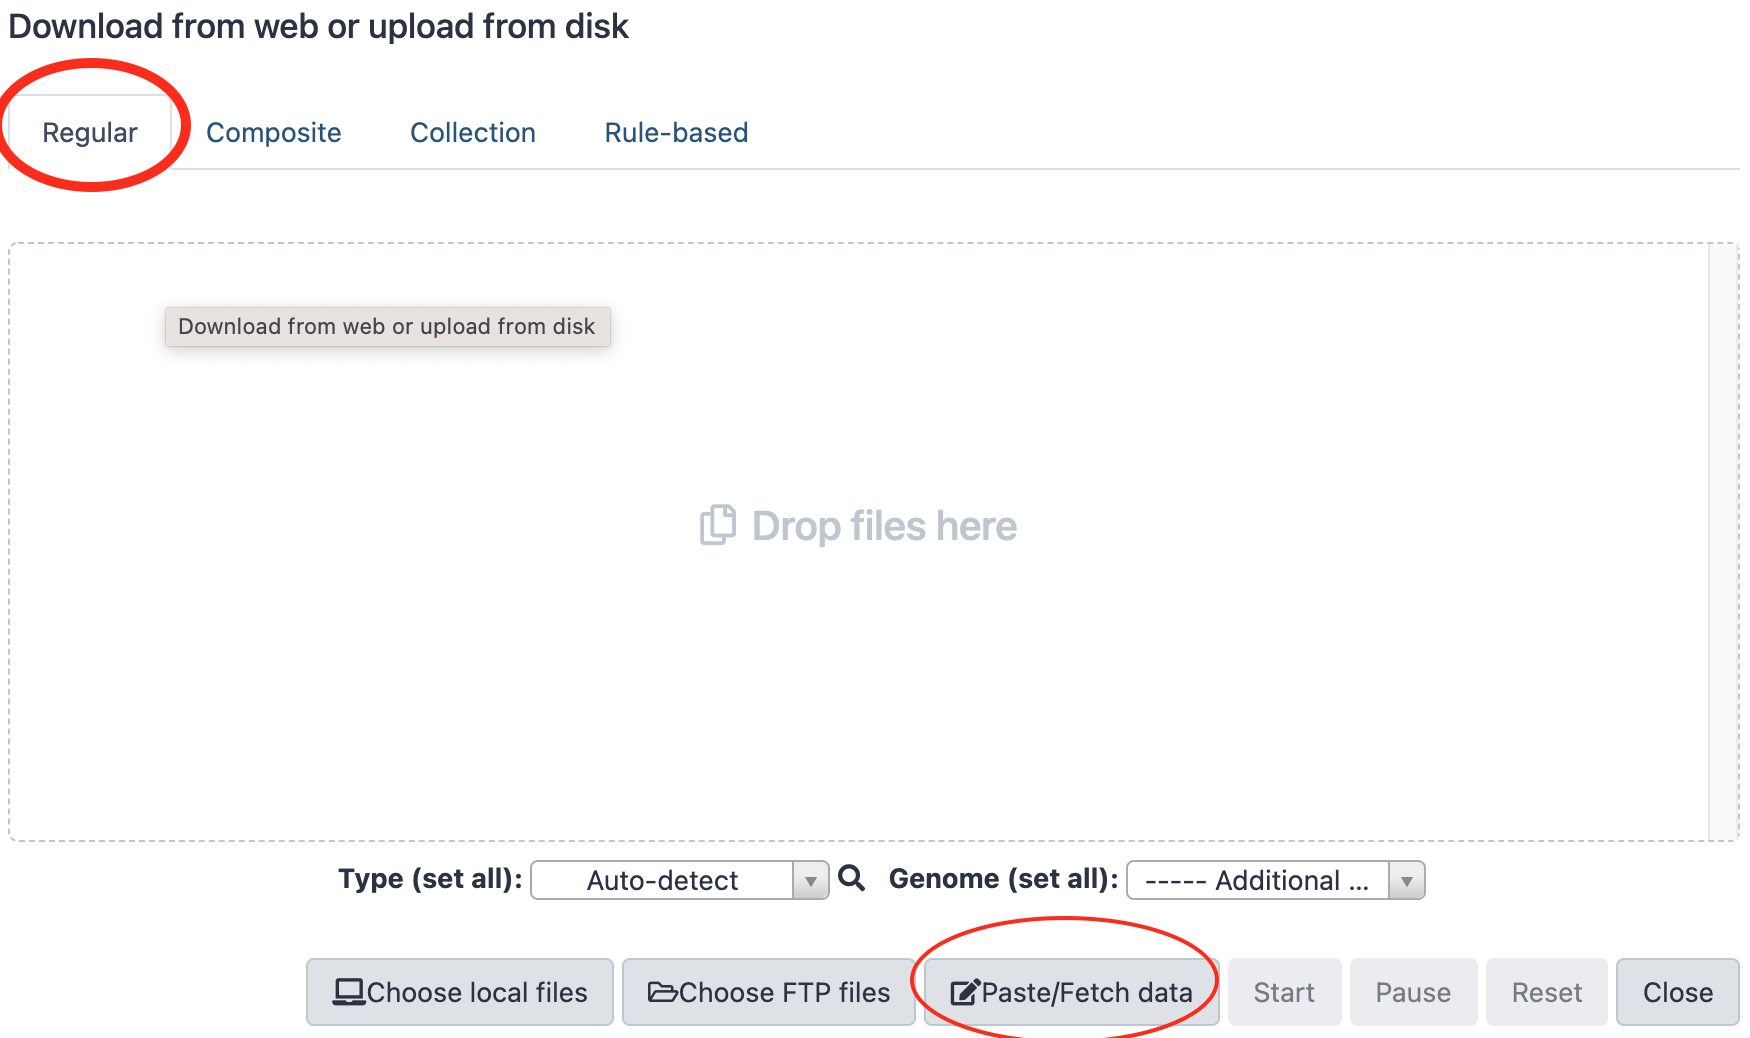 Download from web or upload from disk
Regular Composite Collection Rule-based
Download from web or upload from disk
Drop files here
Type (set all): Auto-detect Genome (set all): ----- Additional ...
Choose local files Choose FTP files Paste/Fetch data Start Pause Reset Close